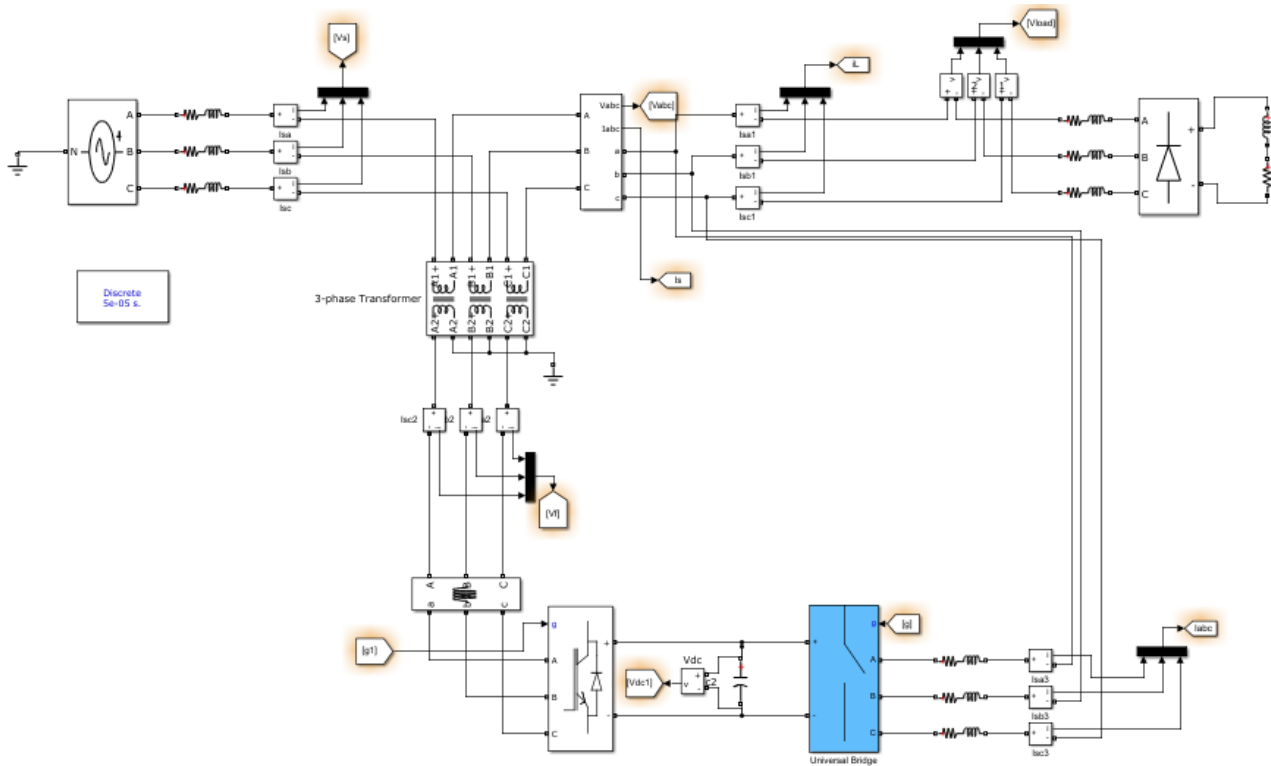 [Vs]
[Vload]
iL
[Vabc]
N
A
B
C
+
-
i
Isa
+
-
i
Isb
+
-
i
Isc
A
B
C
Vabc
Iabc
a
b
c
+
-
i
Isa1
+
-
i
Isb1
+
-
i
Isc1
+
-
v
+
-
+
-
A
B
C
+
-
Is
Discrete
5e-05 s.
3-phase Transformer
A1+
A1
B1+
B1
C1+
C1
A2+
A2
B2+
B2
C2+
C2
Isc2
[Vf]
A
B
C
a
b
c
[g1]
g
A
B
C
+
-
Vdc
[Vdc1]
v
+
-
c2
+
-
g
A
B
C
Universal Bridge
[g]
+
-
i
Isa3
+
-
i
Isb3
+
-
i
Isc3
Iabc